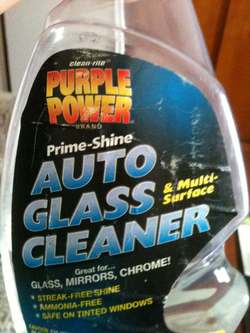 clean-rite
PURPLE
POWER
BRAND
Prime-Shine
AUTO
GLASS
CLEANER
& Multi-
Surface
Great for...
GLASS, MIRRORS, CHROME!
* STREAK-FREE SHINE
* AMMONIA-FREE
* SAFE ON TINTED WINDOWS